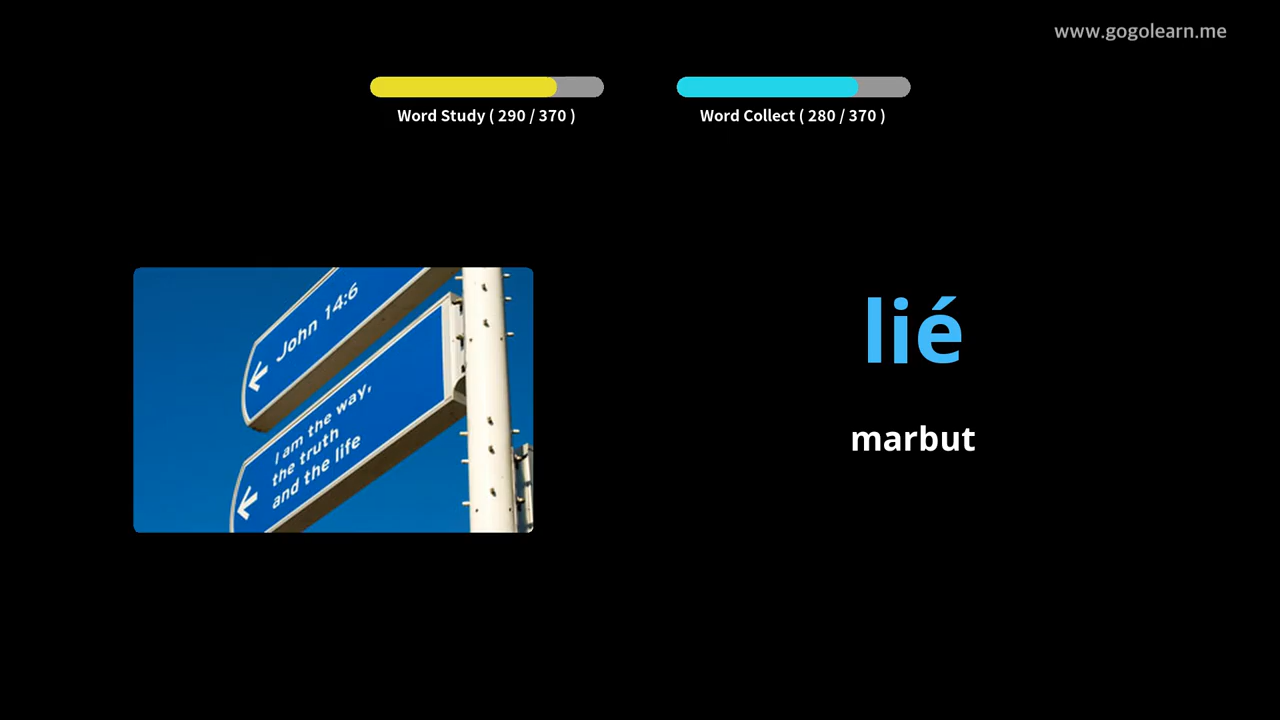 www.gogolearn.me
Word Study ( 290 / 370 )
Word Collect ( 280 / 370 )
John 14:6
I am the way,
the truth
and the life
lié
marbut